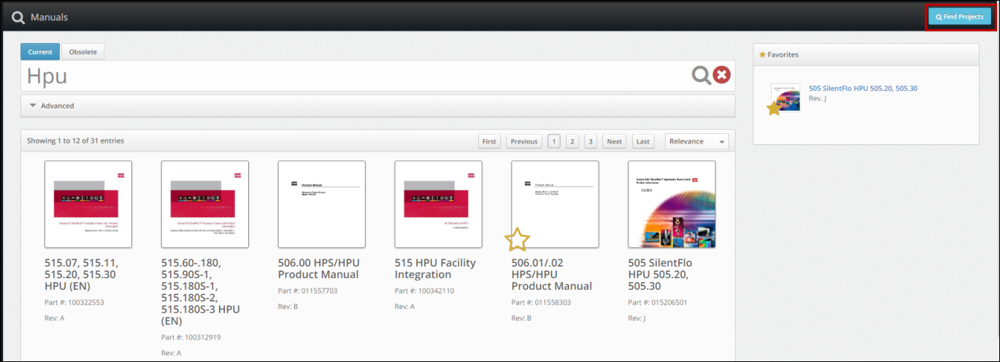 Manuals
Find Projects
Current
Obsolete
Hpu
Advanced
Showing 1 to 12 of 31 entries
First
Previous
1
2
3
Next
Last
Relevance
Product Manual
Product Manual
515.07, 515.11,
515.20, 515.30
HPU (EN)
Part #: 100322553
Rev: A
515.60-.180,
515.90S-1,
515.180S-1,
515.180S-2,
515.180S-3 HPU
(EN)
Part #: 100312919
Rev: A
506.00 HPS/HPU
Product Manual
Part #: 011557703
Rev: B
515 HPU Facility
Integration
Part #: 100342110
Rev: A
506.01/.02
HPS/HPU
Product Manual
Part #: 011558303
Rev: B
505 SilentFlo
HPU 505.20,
505.30
Part #: 015206501
Rev: J
Favorites
505 SilentFlo HPU 505.20, 505.30
Rev. J